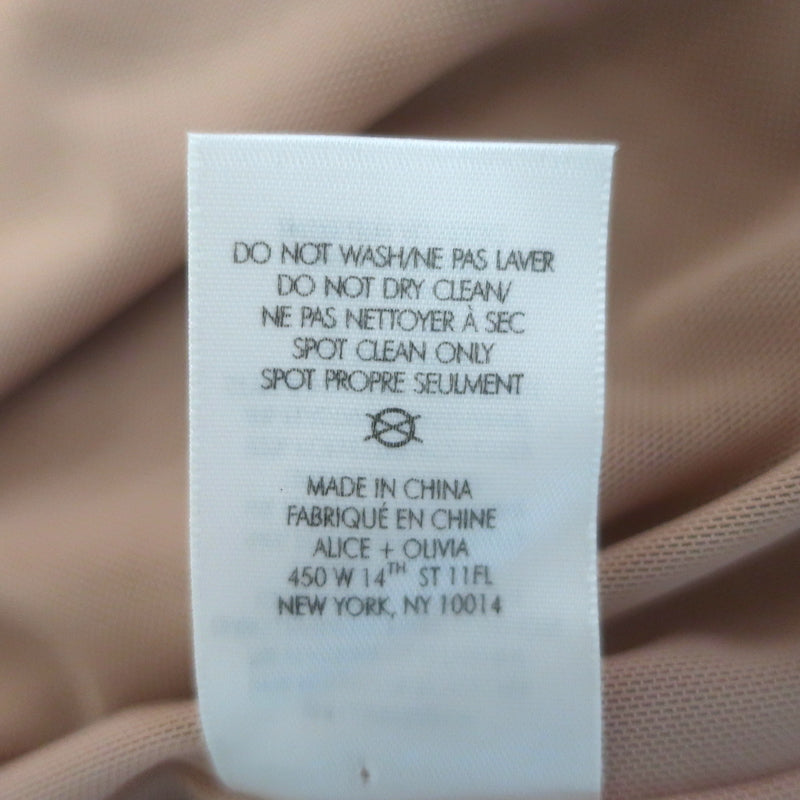 DO NOT WASH/NE PAS LAVER
DO NOT DRY CLEAN/
NE PAS NETTOYER À SEC
SPOT CLEAN ONLY
SPOT PROPRE SEULMENT
MADE IN CHINA
FABRIQUÉ EN CHINE
ALICE + OLIVIA
450 W 14TH ST 11FL
NEW YORK, NY 10014